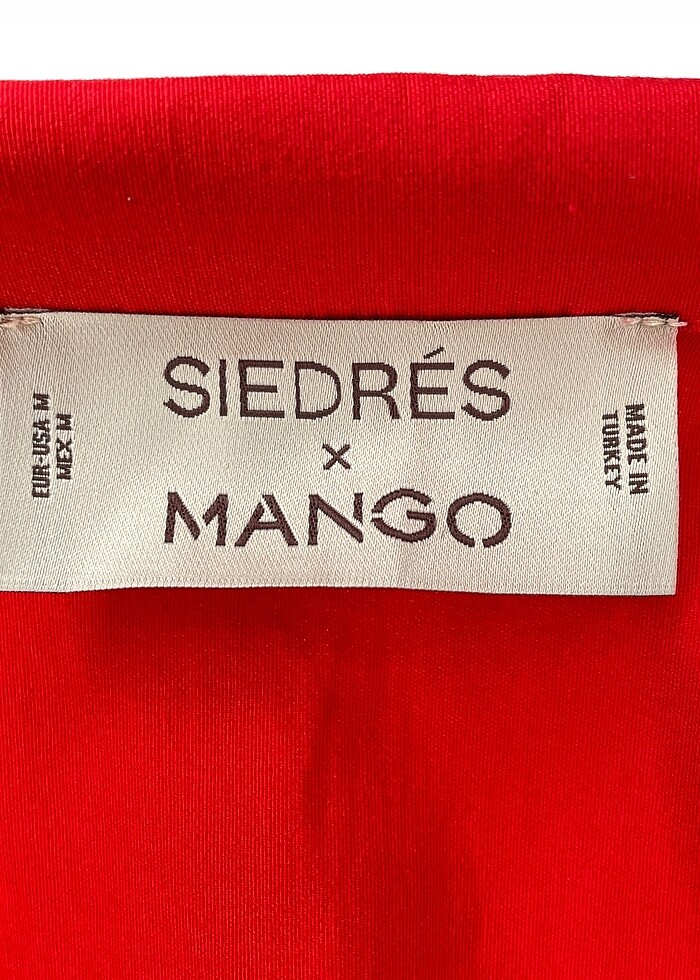 SIEDRÉS
x
MANGO
EUR-USA M
MEX M
MADE IN
TURKEY